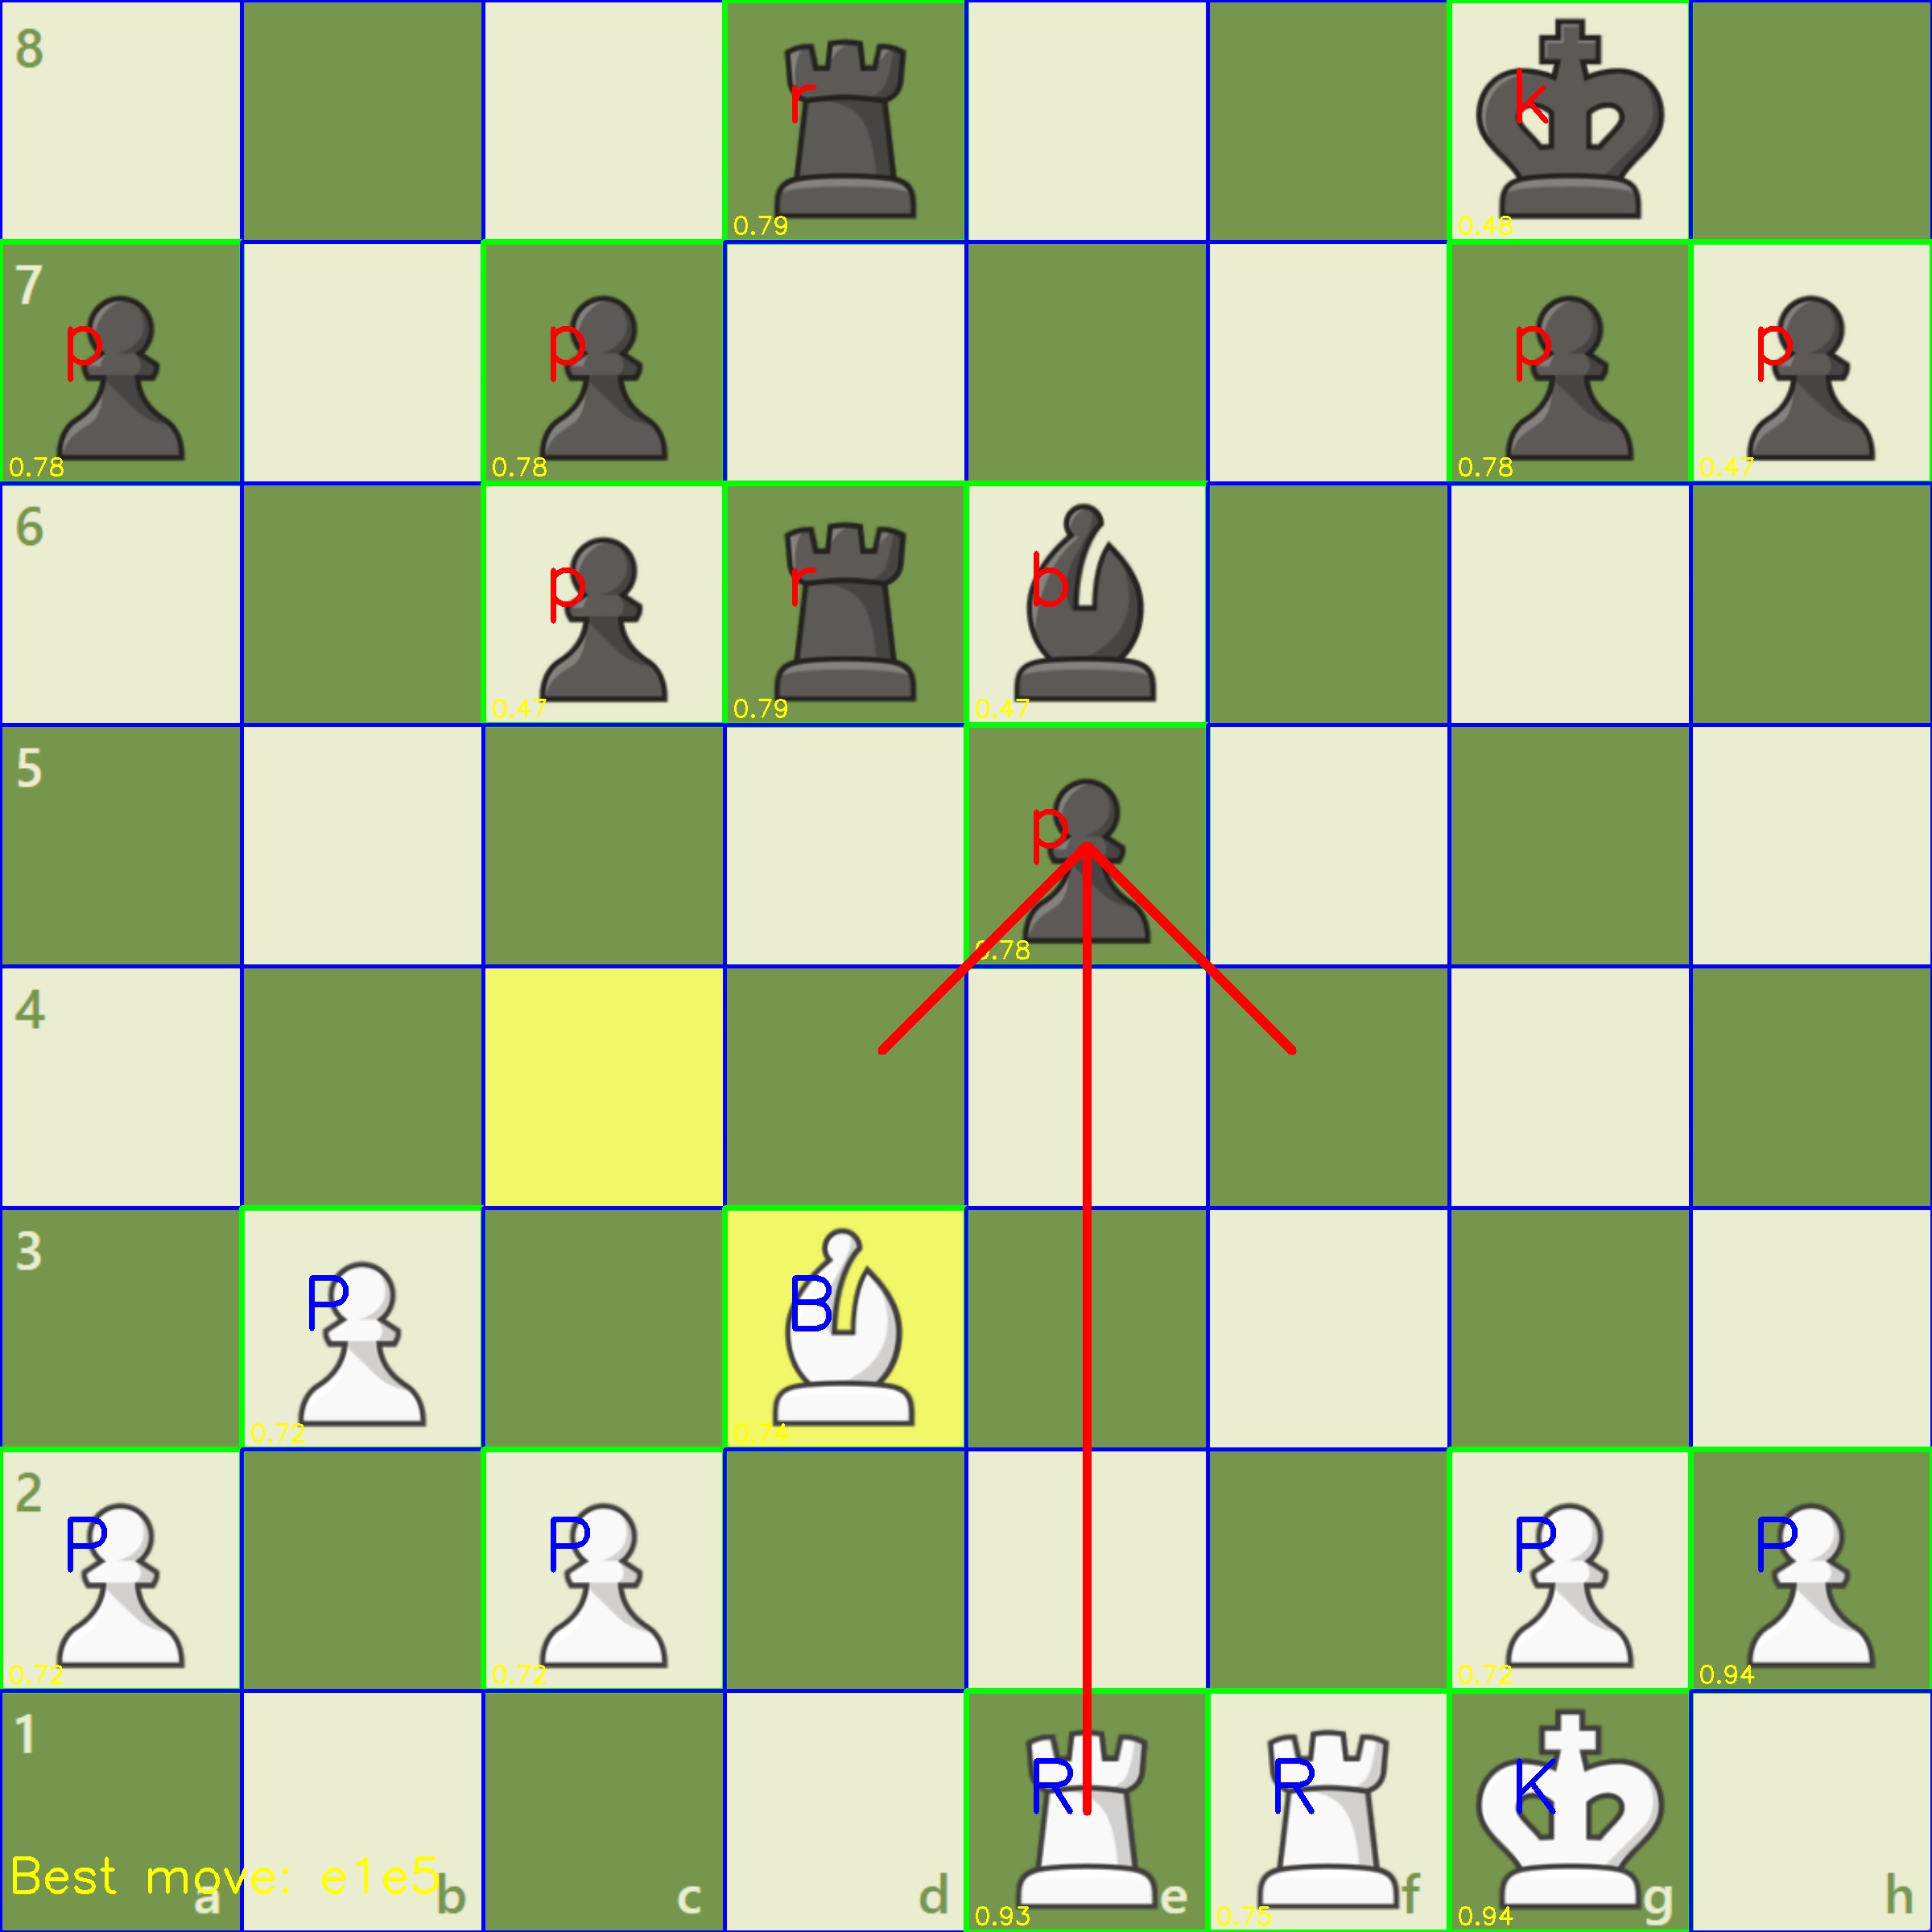 8 r k
0.79 0.48
7 p p p p
0.78 0.78 0.78 0.47
6 p r b
0.47 0.79 0.47
5 p
0.78
4
3 P B
0.72 0.74
2 P P P P
0.72 0.72 0.72 0.94
1 R R K
Best move: e1e5
a b c d e f g h
0.93 0.75 0.94